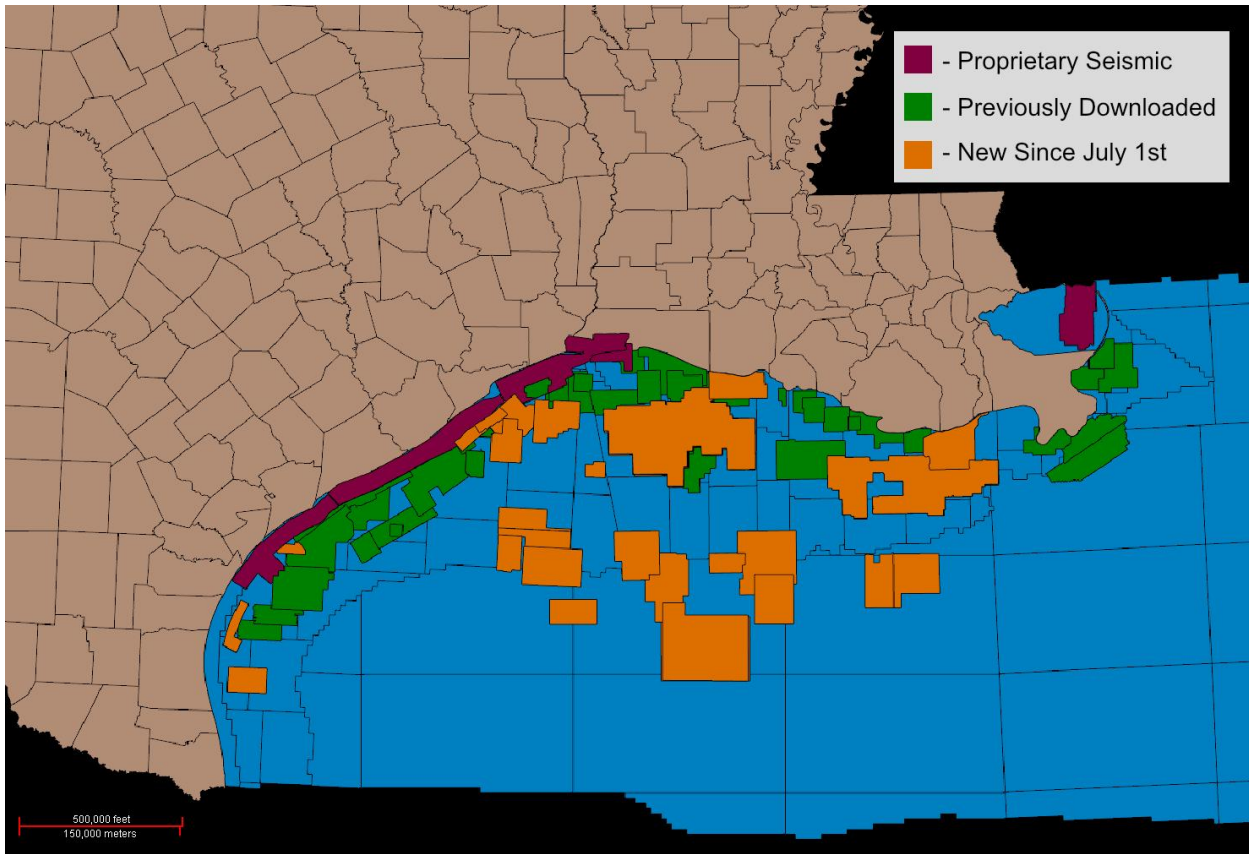 - Proprietary Seismic
- Previously Downloaded
- New Since July 1st
500,000 feet
150,000 meters